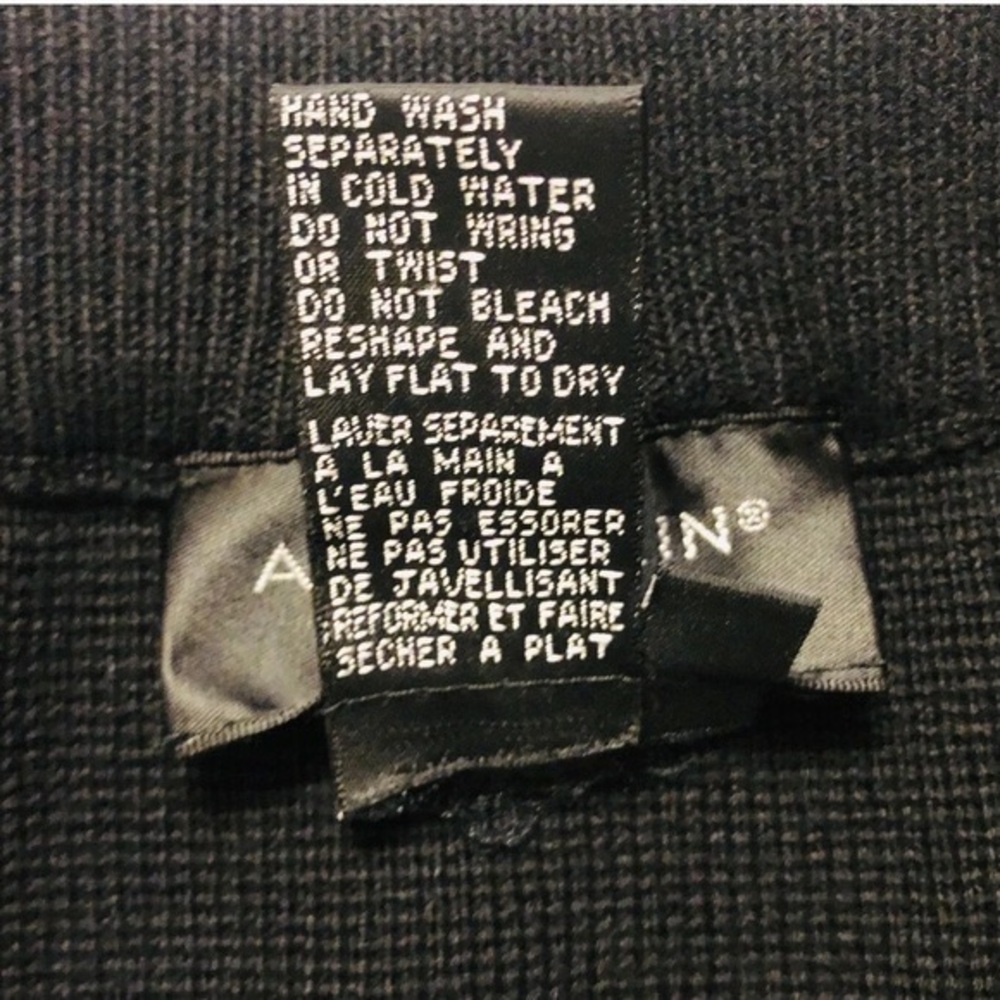 HAND WASH
SEPARATELY
IN COLD WATER
DO NOT WRING
OR TWIST
DO NOT BLEACH
RESHAPE AND
LAY FLAT TO DRY
LAVER SEPAREMENT
A LA MAIN A
L'EAU FROIDE
NE PAS ESSORER
NE PAS UTILISER
DE JAVELLISANT
REFORMER ET FAIRE
SECHER A PLAT
A IN®